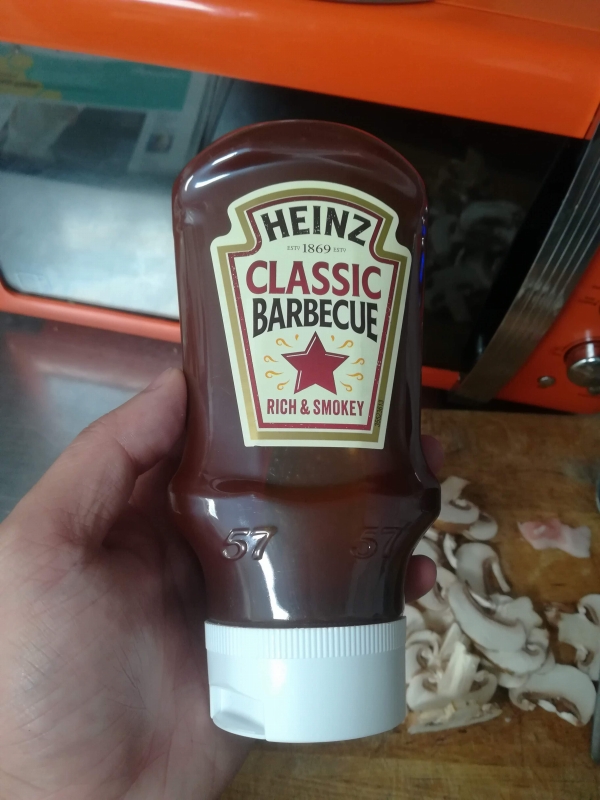 HEINZ
ESTD 1869 ESTD
CLASSIC
BARBECUE
RICH & SMOKEY
57 57